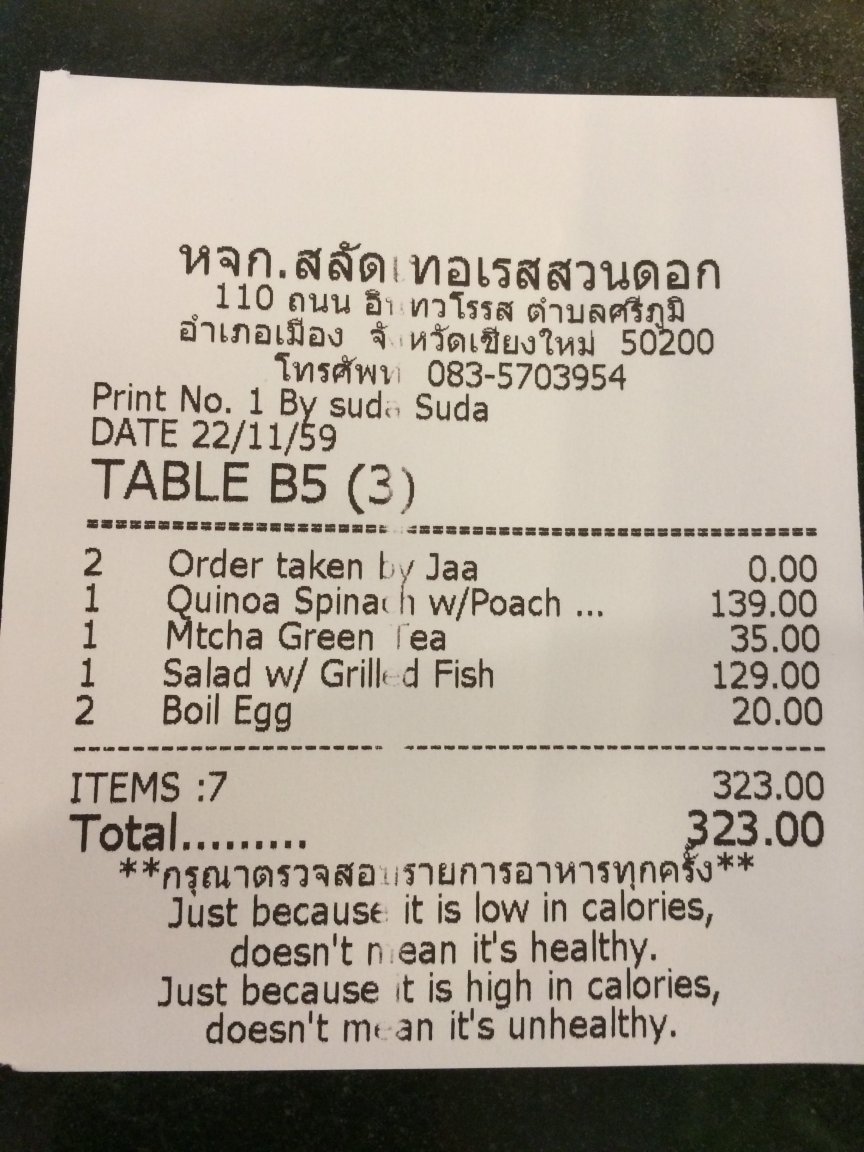 หจก.สลัดเทอเรสสวนดอก
110 ถนน อินทวโรรส ตำบลศรีภูมิ
อำเภอเมือง จังหวัดเชียงใหม่ 50200
โทรศัพท์ 083-5703954
Print No. 1 By suda Suda
DATE 22/11/59
TABLE B5 (3)
2 Order taken by Jaa 0.00
1 Quinoa Spinach w/Poach ... 139.00
1 Mtcha Green Tea 35.00
1 Salad w/ Grilled Fish 129.00
2 Boil Egg 20.00
ITEMS :7 323.00
Total......... 323.00
**กรุณาตรวจสอบรายการอาหารทุกครั้ง**
Just because it is low in calories,
doesn't mean it's healthy.
Just because it is high in calories,
doesn't mean it's unhealthy.